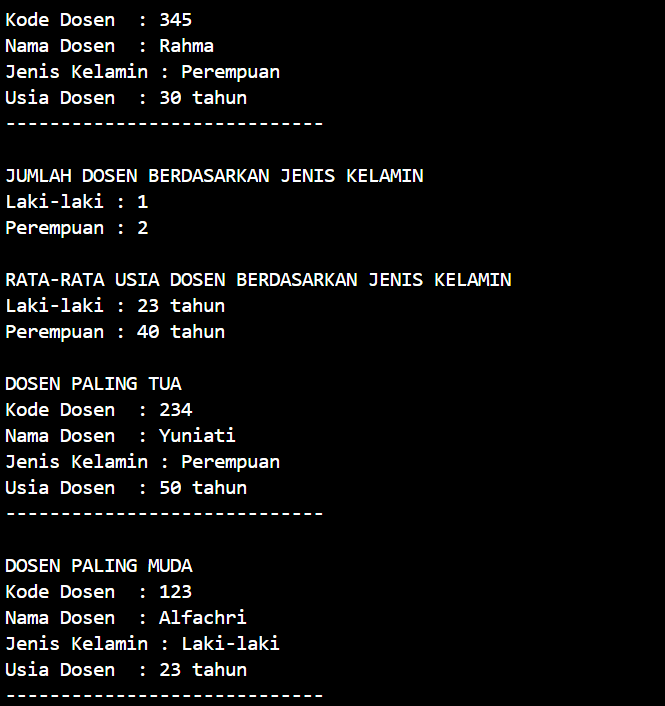 Kode Dosen  : 345
Nama Dosen  : Rahma
Jenis Kelamin : Perempuan
Usia Dosen  : 30 tahun
-----------------------------
JUMLAH DOSEN BERDASARKAN JENIS KELAMIN
Laki-laki : 1
Perempuan : 2
RATA-RATA USIA DOSEN BERDASARKAN JENIS KELAMIN
Laki-laki : 23 tahun
Perempuan : 40 tahun
DOSEN PALING TUA
Kode Dosen  : 234
Nama Dosen  : Yuniati
Jenis Kelamin : Perempuan
Usia Dosen  : 50 tahun
-----------------------------
DOSEN PALING MUDA
Kode Dosen  : 123
Nama Dosen  : Alfachri
Jenis Kelamin : Laki-laki
Usia Dosen  : 23 tahun
-----------------------------